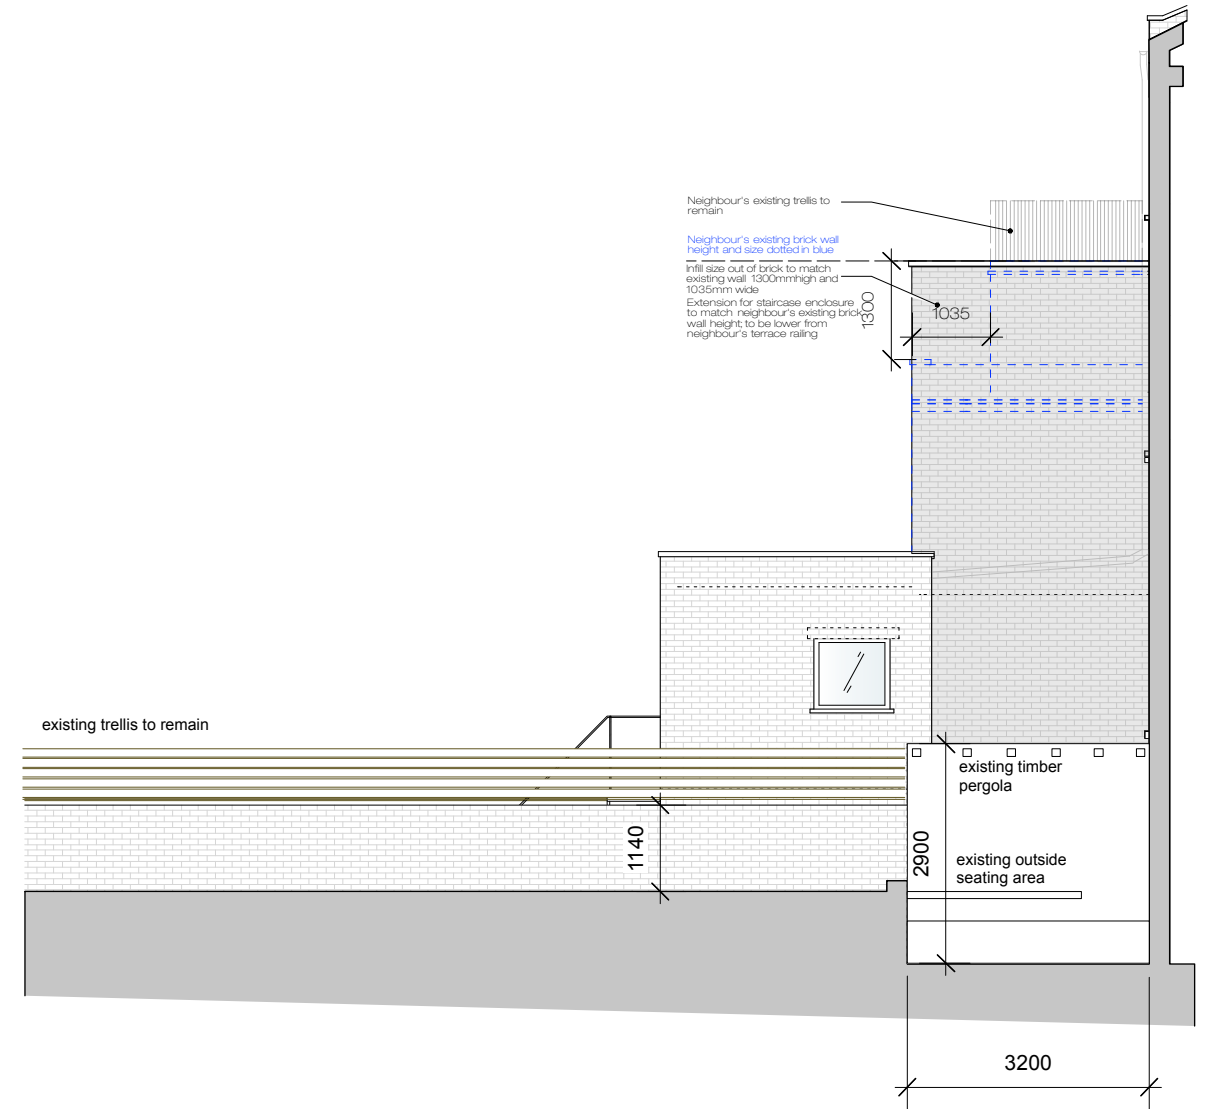 Neighbour's existing trellis to
remain
Neighbour's existing brick wall
height and size dotted in blue
Infill size out of brick to match
existing wall 1300mmhigh and
1035mm wide
Extension for staircase enclosure
to match neighbour's existing brick
wall height; to be lower from
neighbour's terrace railing
1300
1035
existing trellis to remain
existing timber
pergola
1140
2900
existing outside
seating area
3200